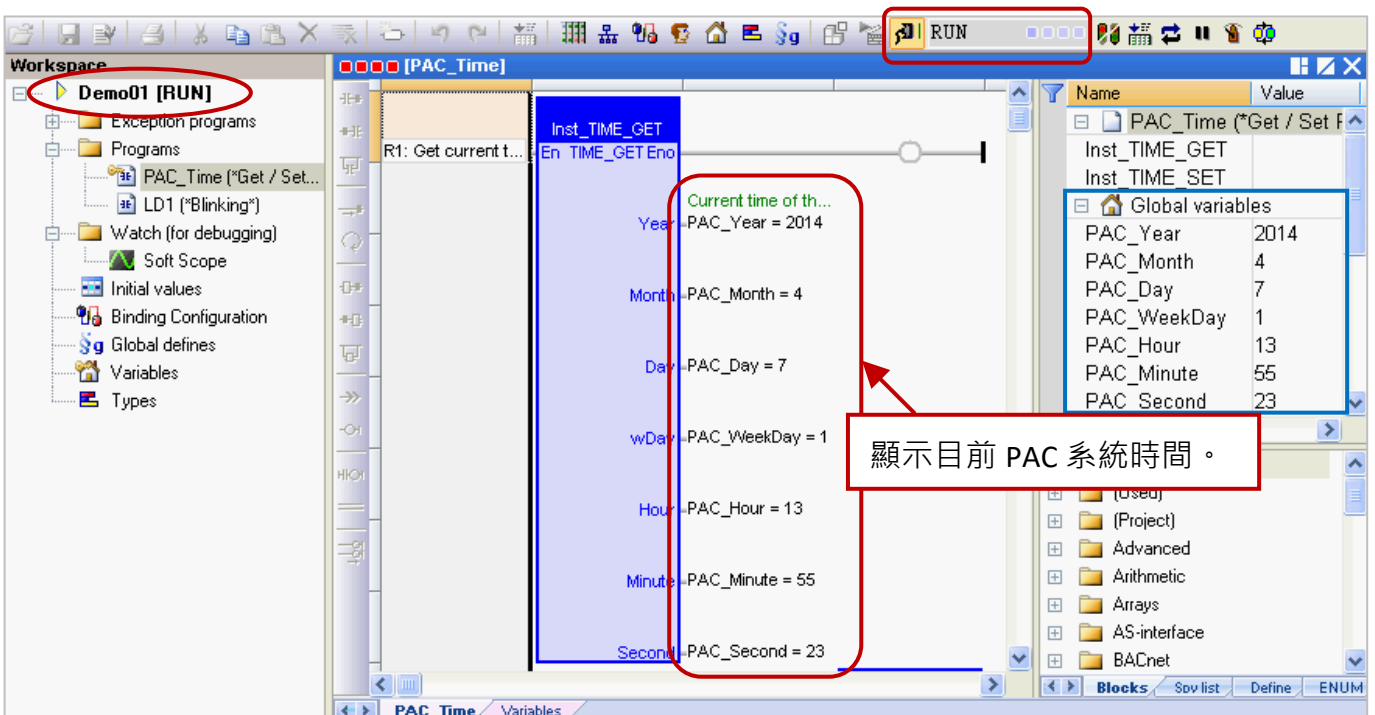 RUN
Workspace
Demo01 [RUN]
Exception programs
Programs
PAC_Time (*Get / Set...
LD1 (*Blinking*)
Watch (for debugging)
Soft Scope
Initial values
Binding Configuration
Global defines
Variables
Types
[PAC_Time]
R1: Get current t...
Inst_TIME_GET
En TIME_GET Eno
Current time of th...
Year PAC_Year = 2014
Month PAC_Month = 4
Day PAC_Day = 7
wDay PAC_WeekDay = 1
Hour PAC_Hour = 13
Minute PAC_Minute = 55
Second PAC_Second = 23
PAC_Time Variables
Name Value
PAC_Time (*Get / Set
Inst_TIME_GET
Inst_TIME_SET
Global variables
PAC_Year 2014
PAC_Month 4
PAC_Day 7
PAC_WeekDay 1
PAC_Hour 13
PAC_Minute 55
PAC_Second 23
顯示目前 PAC 系統時間。
(Used)
(Project)
Advanced
Arithmetic
Arrays
AS-interface
BACnet
Blocks Spy list Define ENUM